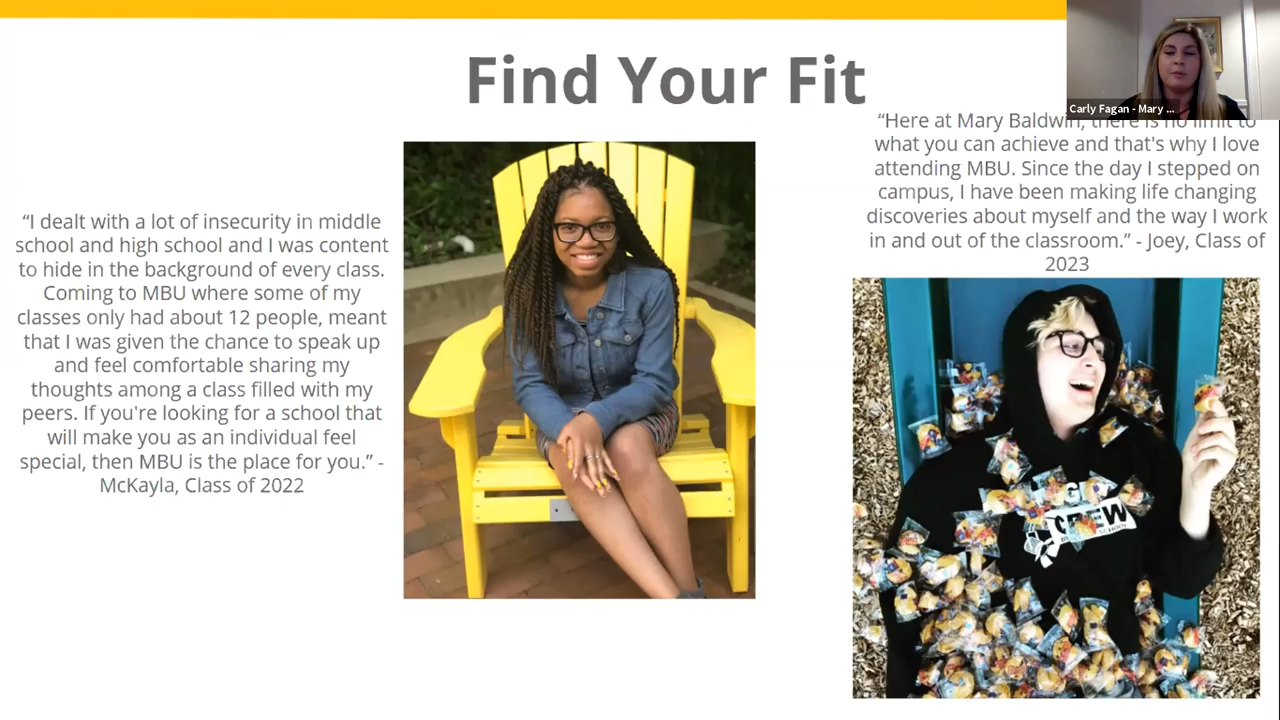 Find Your Fit
Carly Fagan - Mary ...
“I dealt with a lot of insecurity in middle
school and high school and I was content
to hide in the background of every class.
Coming to MBU where some of my
classes only had about 12 people, meant
that I was given the chance to speak up
and feel comfortable sharing my
thoughts among a class filled with my
peers. If you're looking for a school that
will make you as an individual feel
special, then MBU is the place for you.” -
McKayla, Class of 2022
“Here at Mary Baldwin, there is no limit to
what you can achieve and that's why I love
attending MBU. Since the day I stepped on
campus, I have been making life changing
discoveries about myself and the way I work
in and out of the classroom.” - Joey, Class of
2023
CREW